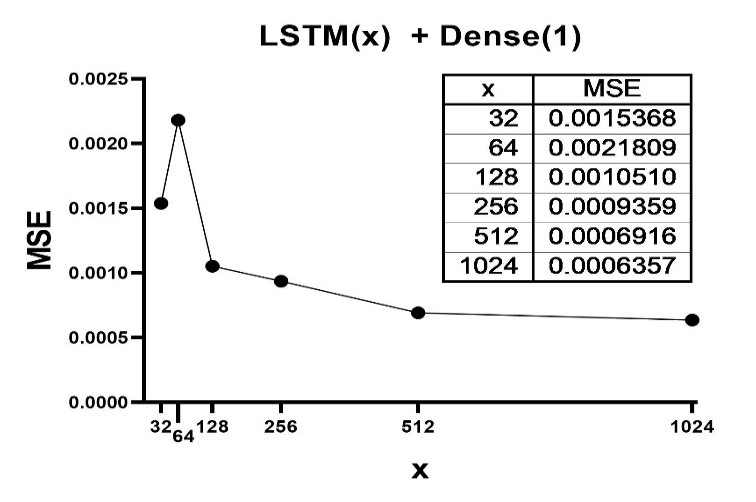 LSTM(x) + Dense(1)
0.0025
0.0020
0.0015
0.0010
0.0005
0.0000
MSE
x MSE
32 0.0015368
64 0.0021809
128 0.0010510
256 0.0009359
512 0.0006916
1024 0.0006357
32 64 128 256 512 1024
x